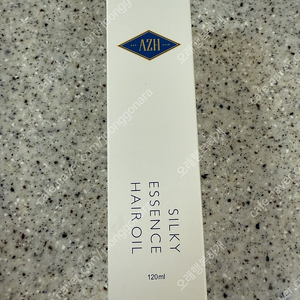 AZH
SILKY
ESSENCE
HAIR OIL
120ml